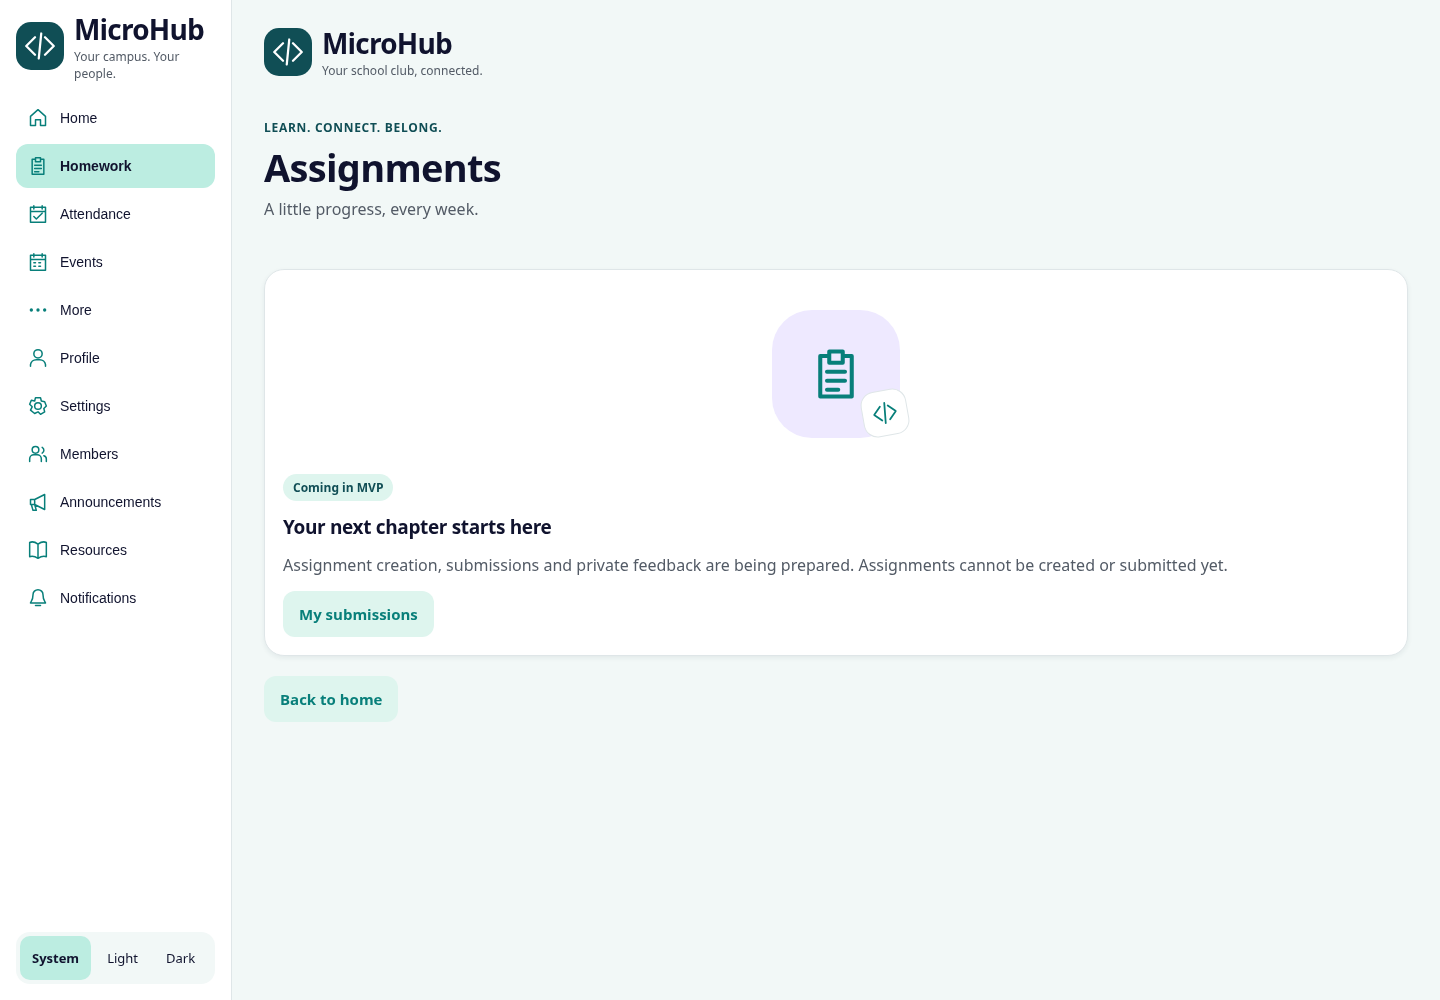 MicroHub
Your campus. Your
people.
Home
Homework
Attendance
Events
More
Profile
Settings
Members
Announcements
Resources
Notifications
System
Light
Dark
MicroHub
Your school club, connected.
LEARN. CONNECT. BELONG.
Assignments
A little progress, every week.
Coming in MVP
Your next chapter starts here
Assignment creation, submissions and private feedback are being prepared. Assignments cannot be created or submitted yet.
My submissions
Back to home